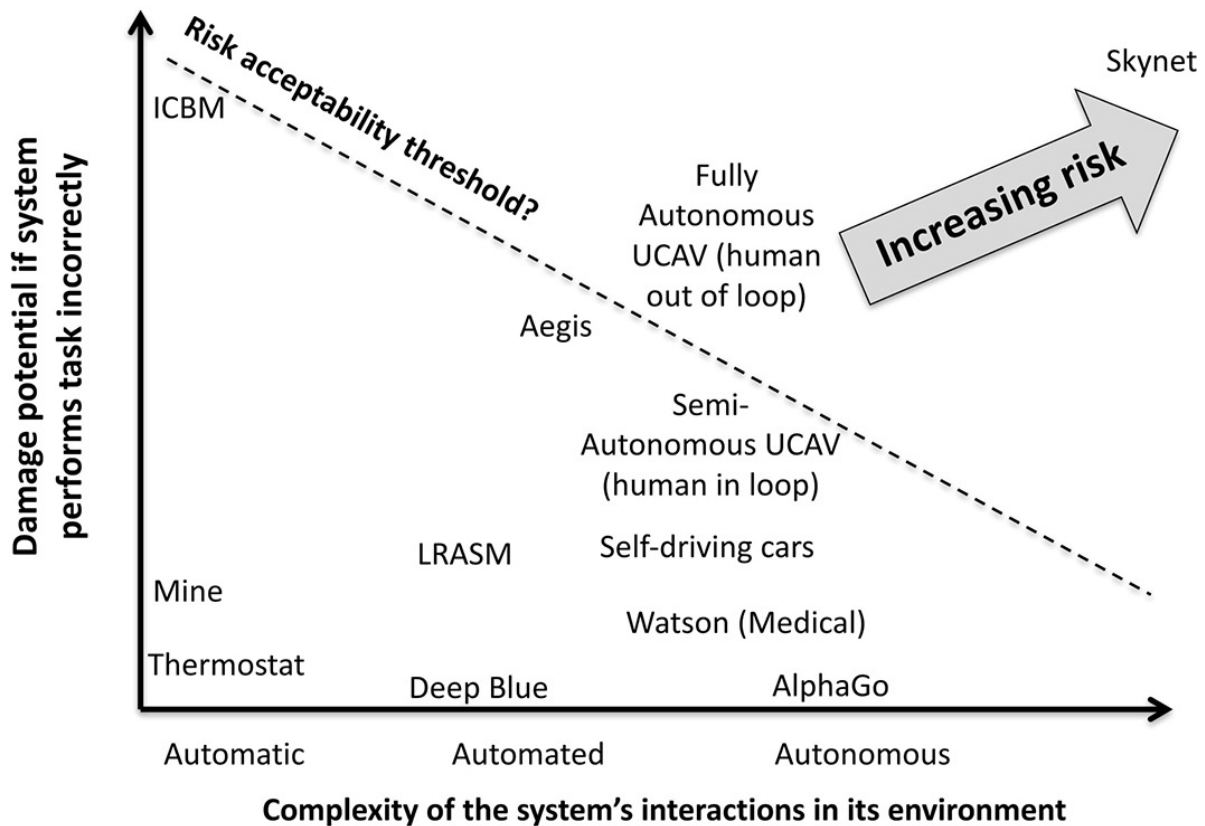 Damage potential if system
performs task incorrectly
Risk acceptability threshold?
Skynet
ICBM
Increasing risk
Fully
Autonomous
UCAV (human
out of loop)
Aegis
Semi-
Autonomous UCAV
(human in loop)
LRASM
Self-driving cars
Mine
Watson (Medical)
Thermostat
Deep Blue
AlphaGo
Automatic
Automated
Autonomous
Complexity of the system’s interactions in its environment